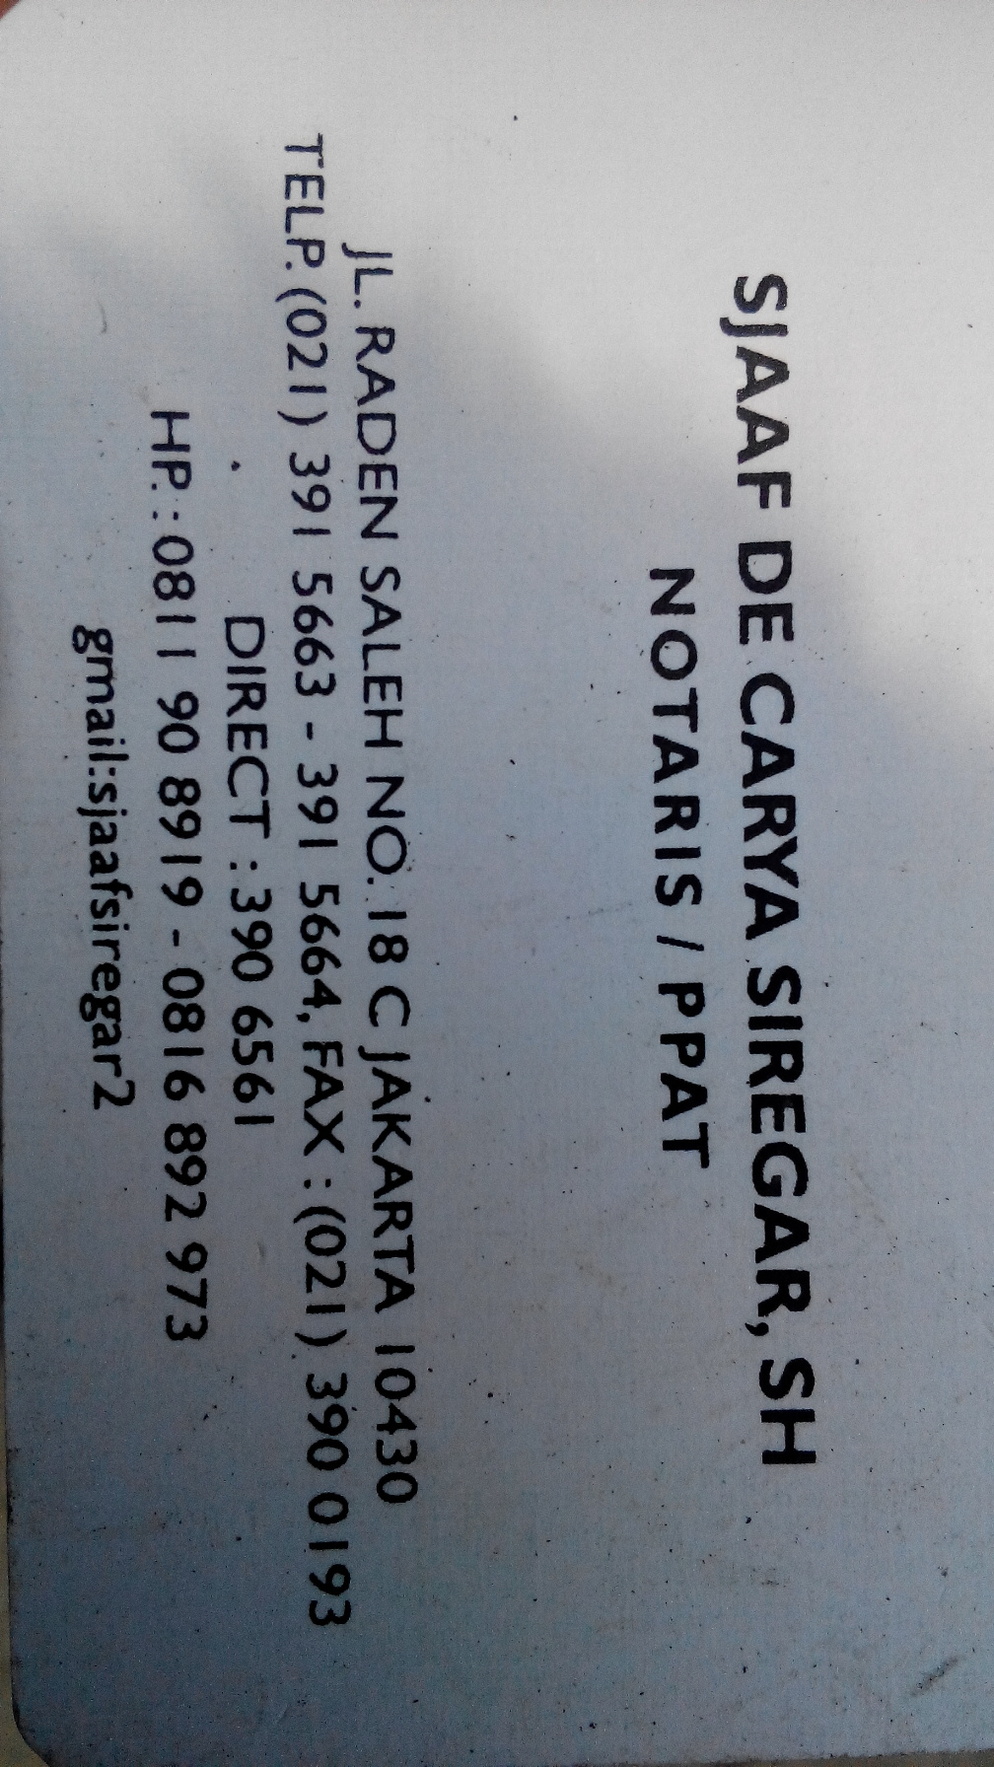 SJAAF DE CARYA SIREGAR, SH
NOTARIS / PPAT
JL. RADEN SALEH NO. 18 C JAKARTA 10430
TELP. (021) 391 5663 - 391 5664, FAX : (021) 390 0193
DIRECT : 390 6561
HP. : 0811 90 8919 - 0816 892 973
gmail:sjaafsiregar2